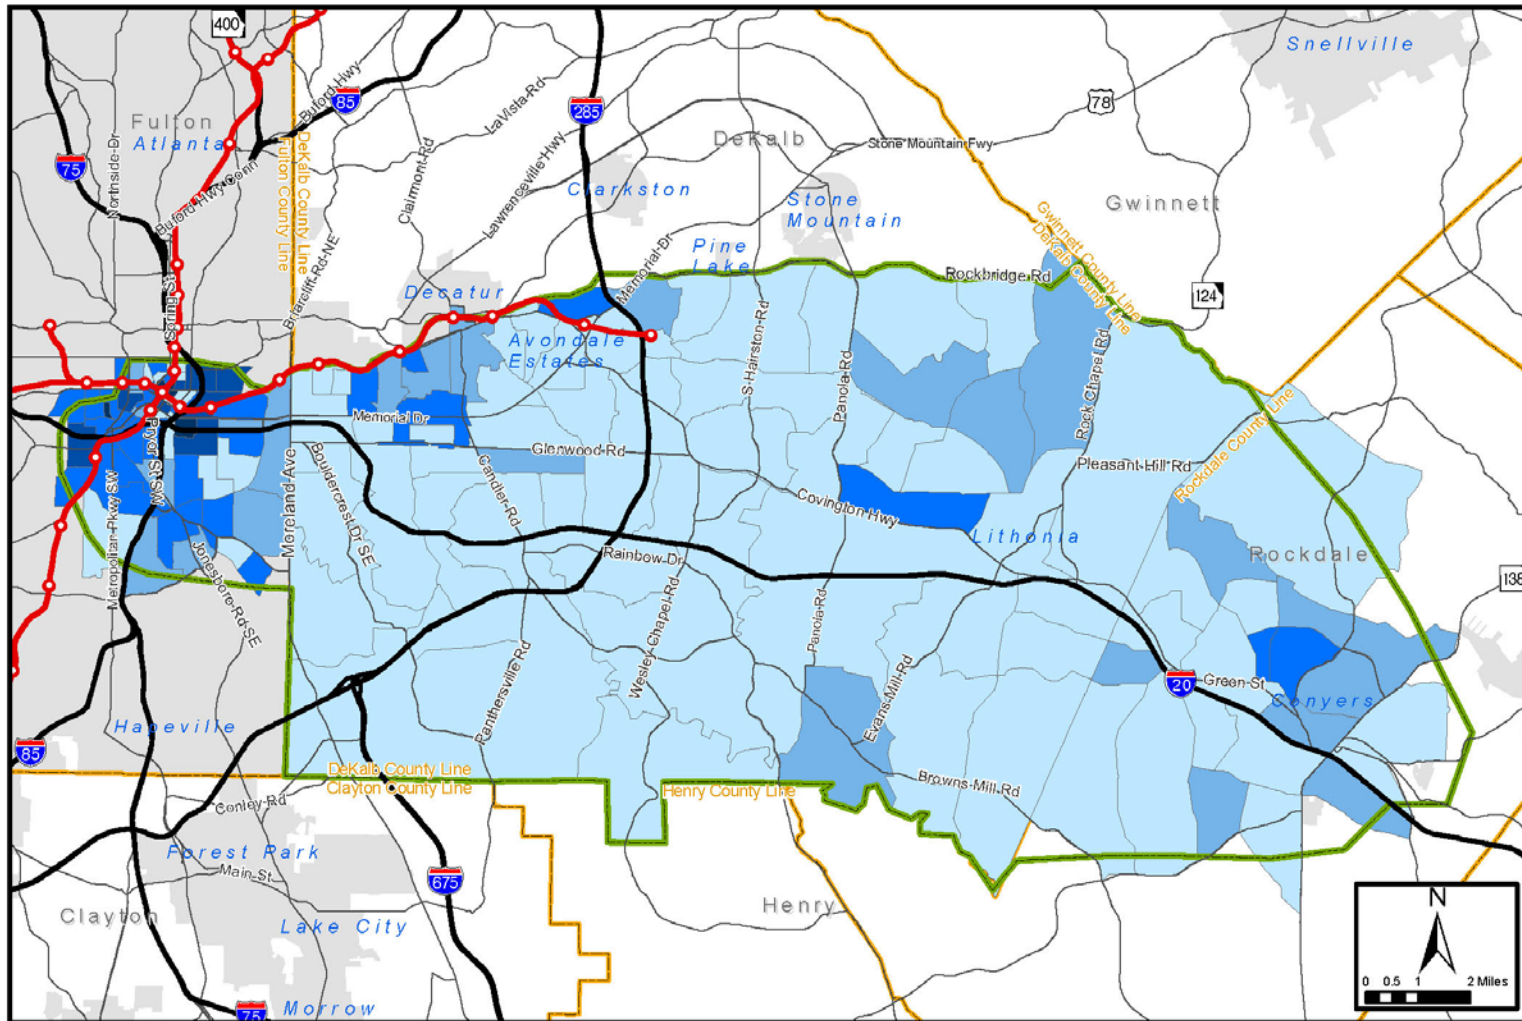 400
Snellville
85
Buford Hwy
LaVista Rd
285
78
Fulton
Atlanta
Northside Dr
75
DeKalb County Line
Fulton County Line
Clairmont Rd
Lawrenceville Hwy
DeKalb
Stone Mountain Fwy
Buford Hwy Conn
Clarkston
Stone
Mountain
Gwinnett
Gwinnett County Line
DeKalb County Line
Briarcliff Rd NE
Memorial Dr
Pine
Lake
Rockbridge Rd
124
Decatur
Spring St
Avondale
Estates
S Hairston Rd
Panola Rd
Rock Chapel Rd
Memorial Dr
Rockdale County Line
Pryor St SW
Glenwood Rd
Pleasant Hill Rd
Moreland Ave
Bouldercrest Dr SE
Candler Rd
Covington Hwy
Metropolitan Pkwy SW
Lithonia
Rockdale
Jonesboro Rd SE
Rainbow Dr
138
Wesley Chapel Rd
Panola Rd
Panthersville Rd
Evans Mill Rd
20
Green St
Conyers
Hapeville
85
DeKalb County Line
Clayton County Line
Henry County Line
Browns Mill Rd
Conley Rd
Forest Park
Main St
675
Clayton
Lake City
Henry
N
0 0.5 1 2 Miles
75
Morrow